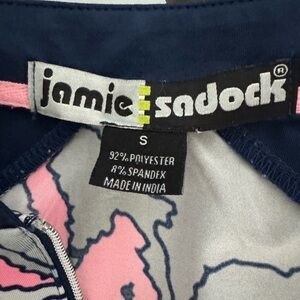 jamie sadock®
S
92% POLYESTER
8% SPANDEX
MADE IN INDIA